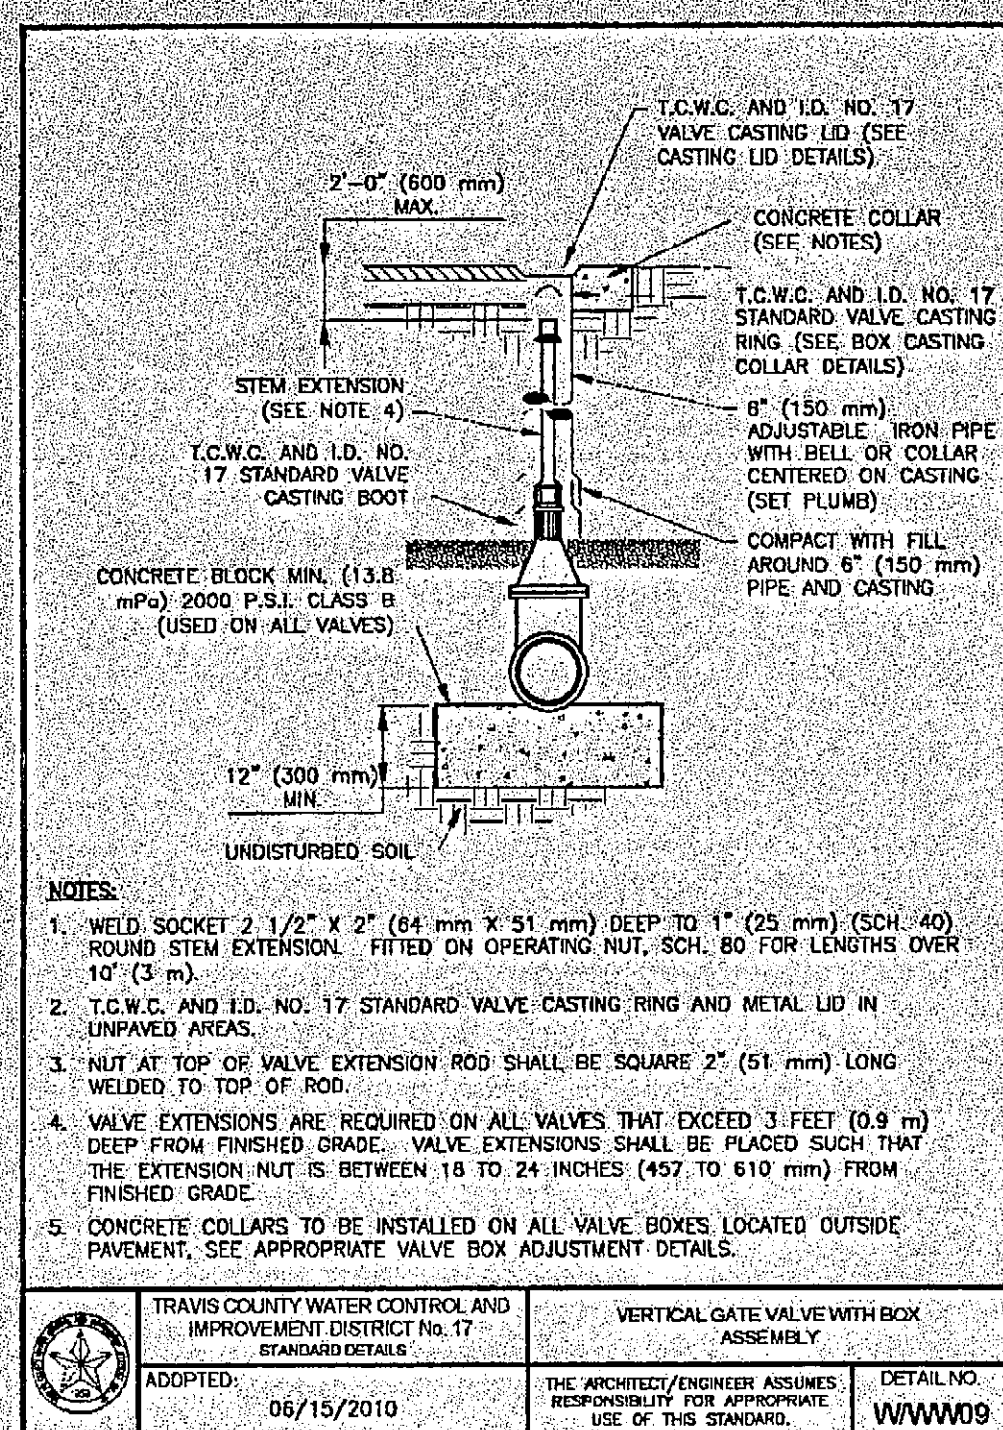 T.C.W.C. AND I.D. NO. 17
VALVE CASTING LID (SEE
CASTING LID DETAILS)
2'-0" (600 mm)
MAX.
CONCRETE COLLAR
(SEE NOTES)
T.C.W.C. AND I.D. NO. 17
STANDARD VALVE CASTING
RING (SEE BOX CASTING
COLLAR DETAILS)
STEM EXTENSION
(SEE NOTE 4)
6" (150 mm)
ADJUSTABLE IRON PIPE
WITH BELL OR COLLAR
CENTERED ON CASTING
(SET PLUMB)
T.C.W.C. AND I.D. NO.
17 STANDARD VALVE
CASTING BOOT
COMPACT WITH FILL
AROUND 6" (150 mm)
PIPE AND CASTING
CONCRETE BLOCK MIN. (13.8
mPa) 2000 P.S.I. CLASS B
(USED ON ALL VALVES)
12" (300 mm)
MIN.
UNDISTURBED SOIL
NOTES:
1. WELD SOCKET 2 1/2" X 2" (64 mm X 51 mm) DEEP TO 1" (25 mm) (SCH. 40)
ROUND STEM EXTENSION. FITTED ON OPERATING NUT, SCH. 80 FOR LENGTHS OVER
10' (3 m).
2. T.C.W.C. AND I.D. NO. 17 STANDARD VALVE CASTING RING AND METAL LID IN
UNPAVED AREAS.
3. NUT AT TOP OF VALVE EXTENSION ROD SHALL BE SQUARE 2" (51 mm) LONG
WELDED TO TOP OF ROD.
4. VALVE EXTENSIONS ARE REQUIRED ON ALL VALVES THAT EXCEED 3 FEET (0.9 m)
DEEP FROM FINISHED GRADE. VALVE EXTENSIONS SHALL BE PLACED SUCH THAT
THE EXTENSION NUT IS BETWEEN 18 TO 24 INCHES (457 TO 610 mm) FROM
FINISHED GRADE.
5. CONCRETE COLLARS TO BE INSTALLED ON ALL VALVE BOXES LOCATED OUTSIDE
PAVEMENT, SEE APPROPRIATE VALVE BOX ADJUSTMENT DETAILS.
TRAVIS COUNTY WATER CONTROL AND
IMPROVEMENT DISTRICT No. 17
STANDARD DETAILS
VERTICAL GATE VALVE WITH BOX
ASSEMBLY
ADOPTED:
06/15/2010
THE ARCHITECT/ENGINEER ASSUMES
RESPONSIBILITY FOR APPROPRIATE
USE OF THIS STANDARD.
DETAIL NO.
W/WW09